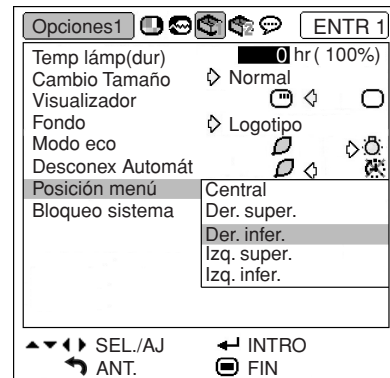 Opciones1 ENTR 1
Temp lámp(dur) 0 hr ( 100%)
Cambio Tamaño Normal
Visualizador
Fondo Logotipo
Modo eco
Desconex Automát
Posición menú Central
Bloqueo sistema Der. super.
Der. infer.
Izq. super.
Izq. infer.
SEL./AJ INTRO
ANT. FIN